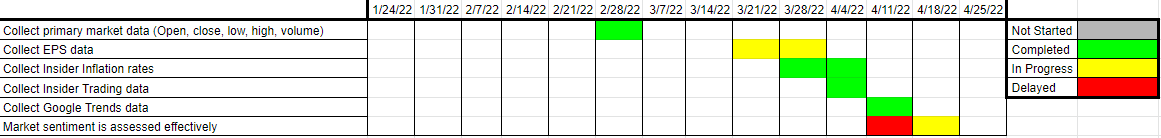 1/24/22 1/31/22 2/7/22 2/14/22 2/21/22 2/28/22 3/7/22 3/14/22 3/21/22 3/28/22 4/4/22 4/11/22 4/18/22 4/25/22
Collect primary market data (Open, close, low, high, volume)
Collect EPS data
Collect Insider Inflation rates
Collect Insider Trading data
Collect Google Trends data
Market sentiment is assessed effectively
Not Started
Completed
In Progress
Delayed